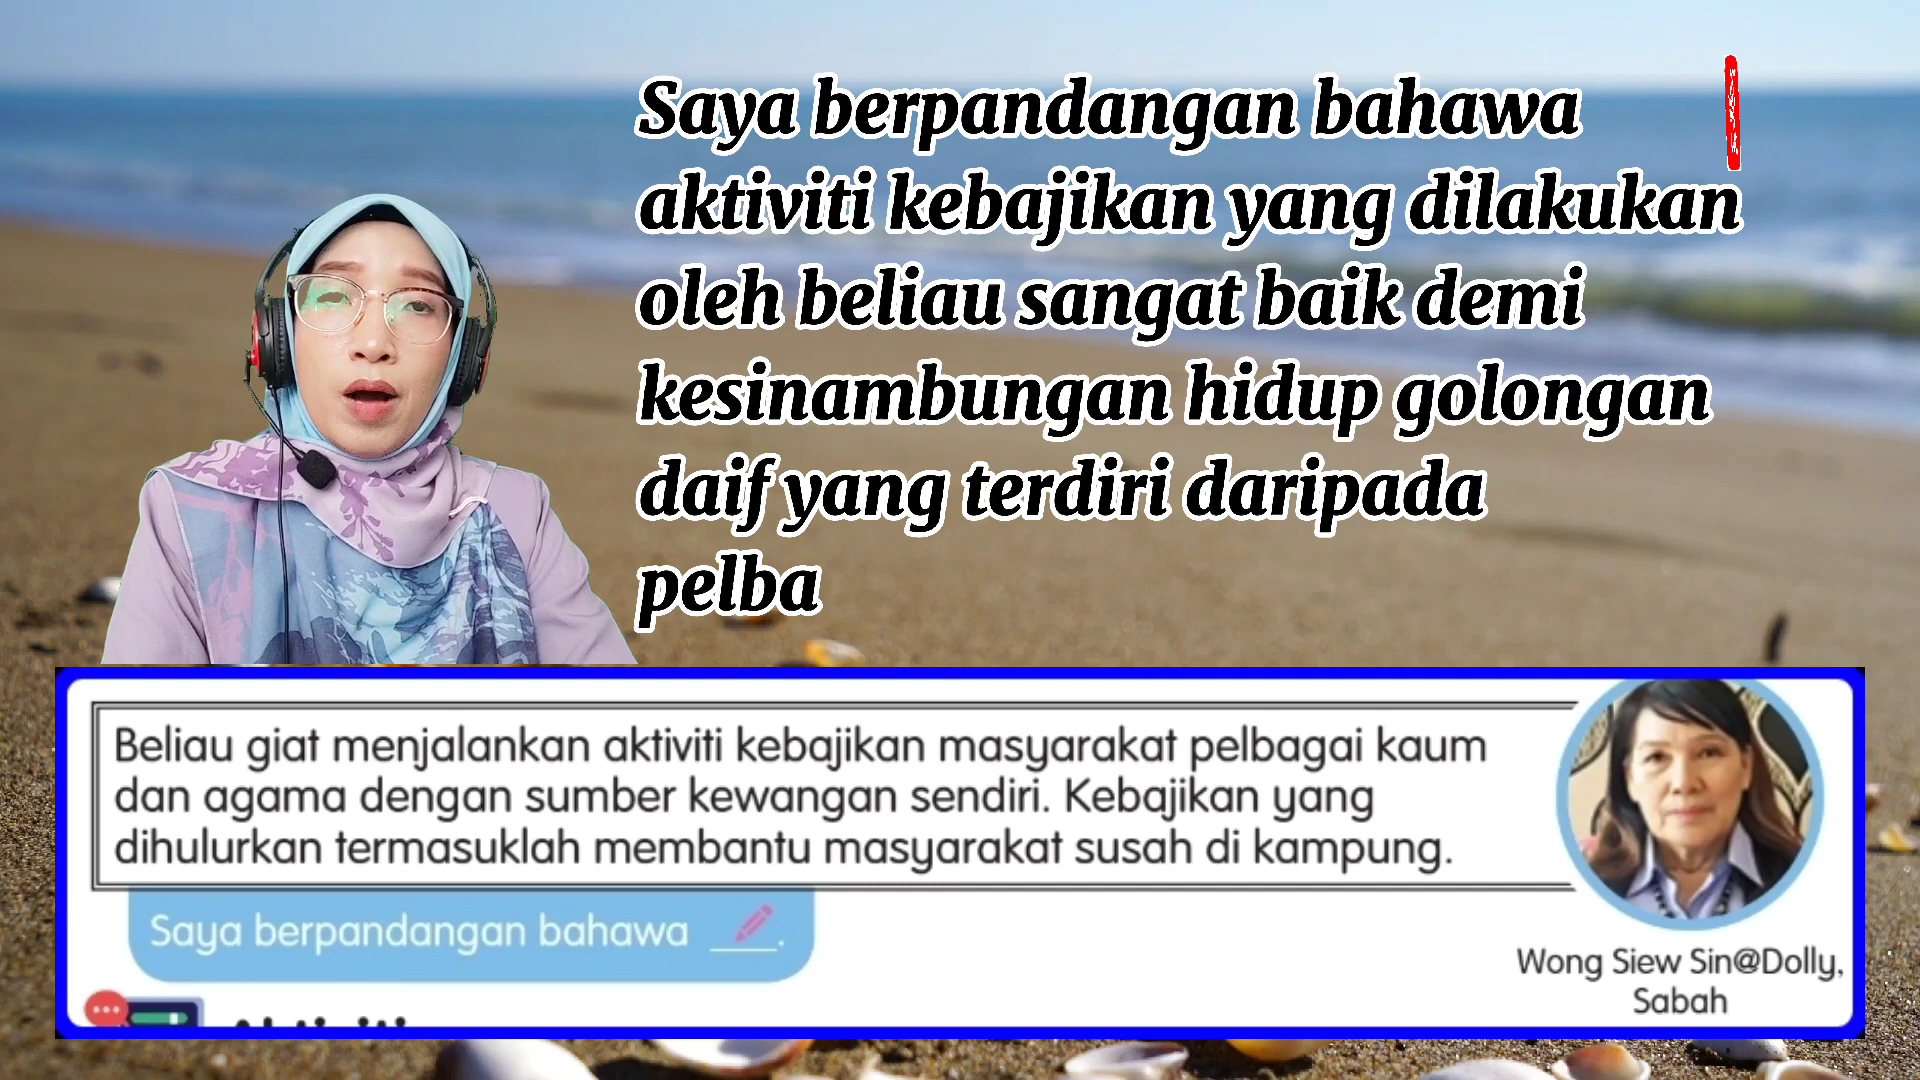 Saya berpandangan bahawa
aktiviti kebajikan yang dilakukan
oleh beliau sangat baik demi
kesinambungan hidup golongan
daif yang terdiri daripada
pelba
Beliau giat menjalankan aktiviti kebajikan masyarakat pelbagai kaum
dan agama dengan sumber kewangan sendiri. Kebajikan yang
dihulurkan termasuklah membantu masyarakat susah di kampung.
Saya berpandangan bahawa ____.
Wong Siew Sin@Dolly,
Sabah